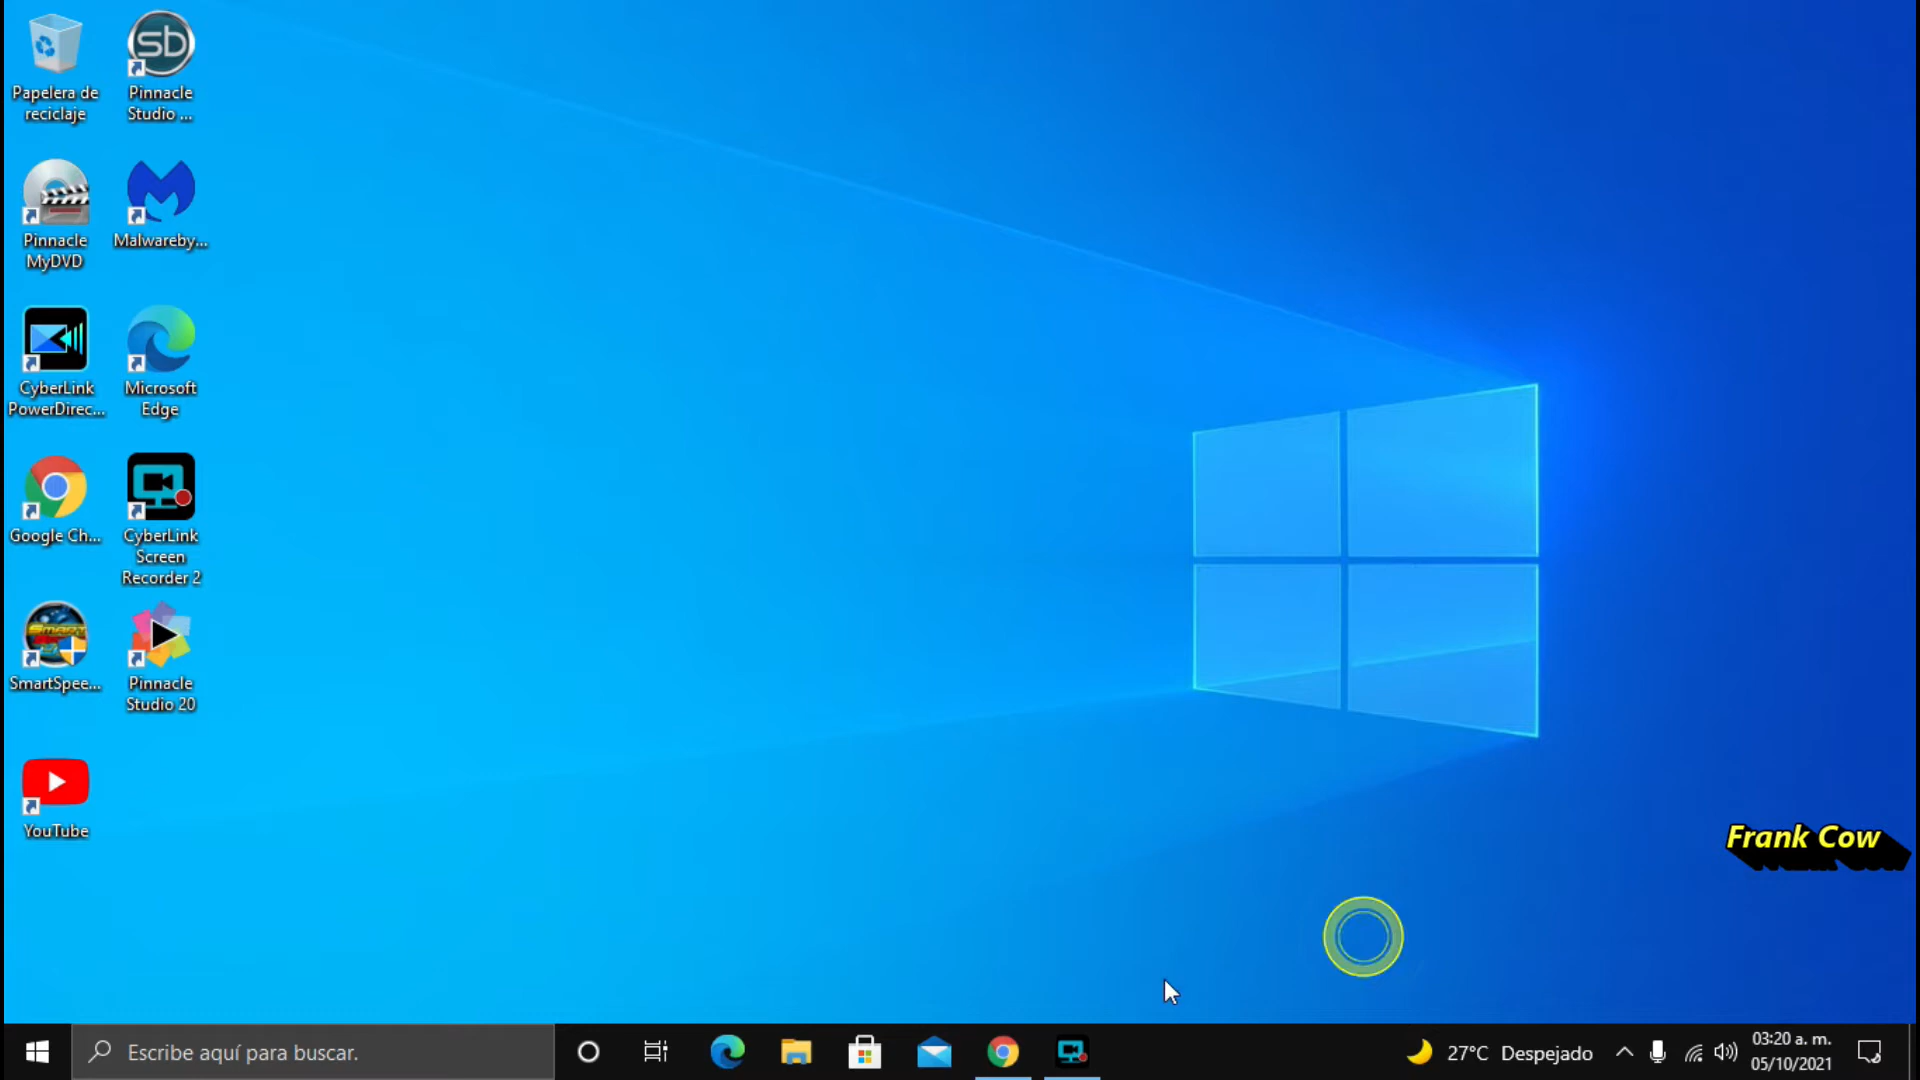 Papelera de
reciclaje
sb
Pinnacle
Studio ...
Pinnacle
MyDVD
Malwareby...
CyberLink
PowerDirec...
Microsoft
Edge
Google Ch...
CyberLink
Screen
Recorder 2
SmartSpee...
Pinnacle
Studio 20
YouTube
Frank Cow
Escribe aquí para buscar.
27°C Despejado
03:20 a. m.
05/10/2021